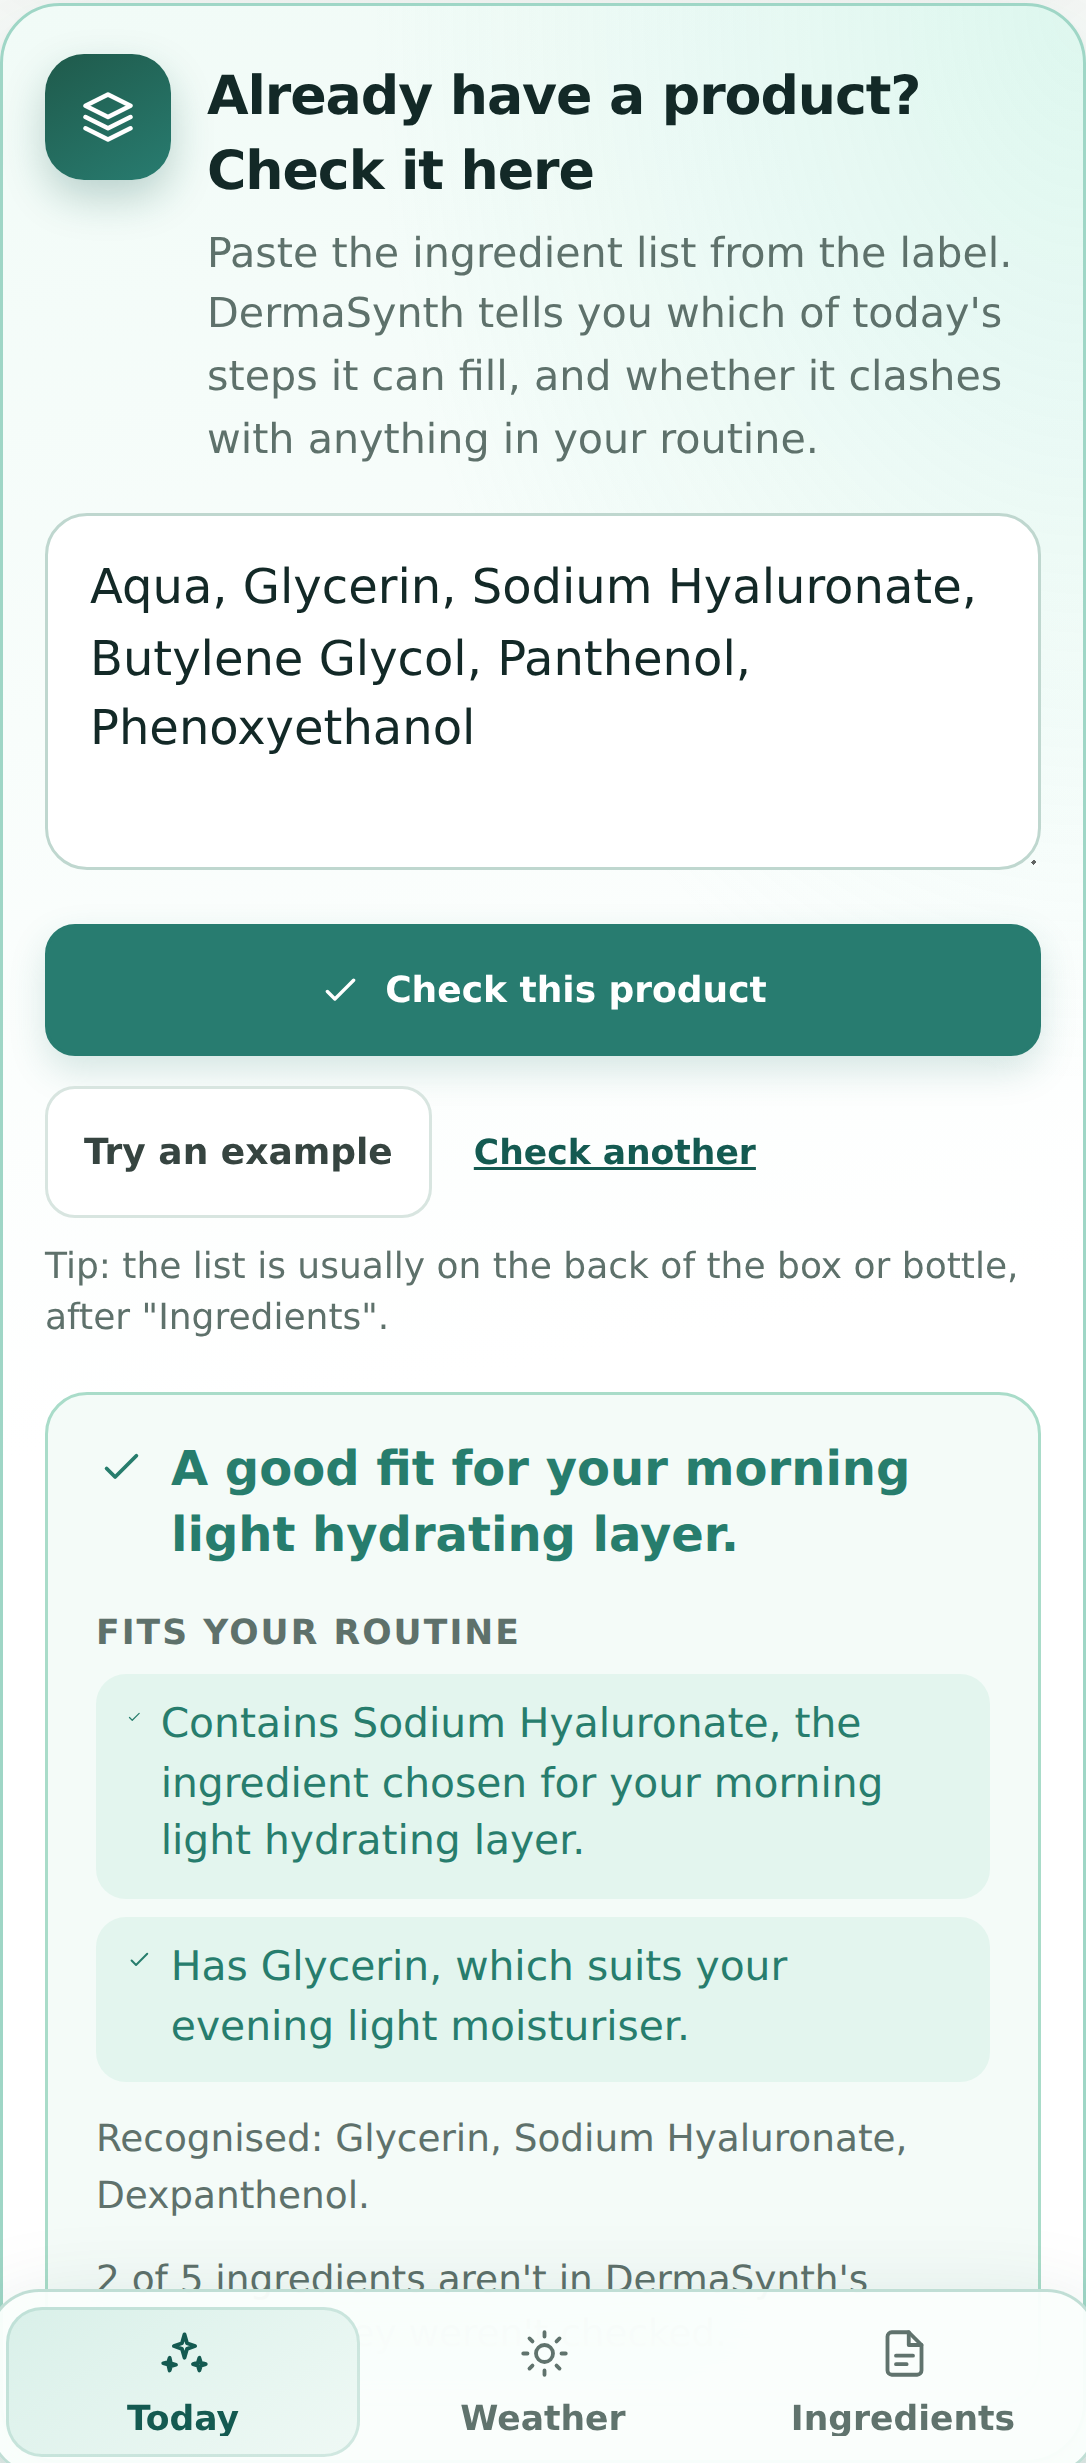 Already have a product?
Check it here
Paste the ingredient list from the label.
DermaSynth tells you which of today's
steps it can fill, and whether it clashes
with anything in your routine.
Aqua, Glycerin, Sodium Hyaluronate,
Butylene Glycol, Panthenol,
Phenoxyethanol
Check this product
Try an example
Check another
Tip: the list is usually on the back of the box or bottle,
after "Ingredients".
A good fit for your morning
light hydrating layer.
FITS YOUR ROUTINE
Contains Sodium Hyaluronate, the
ingredient chosen for your morning
light hydrating layer.
Has Glycerin, which suits your
evening light moisturiser.
Recognised: Glycerin, Sodium Hyaluronate,
Dexpanthenol.
2 of 5 ingredients aren't in DermaSynth's
Today
Weather
Ingredients